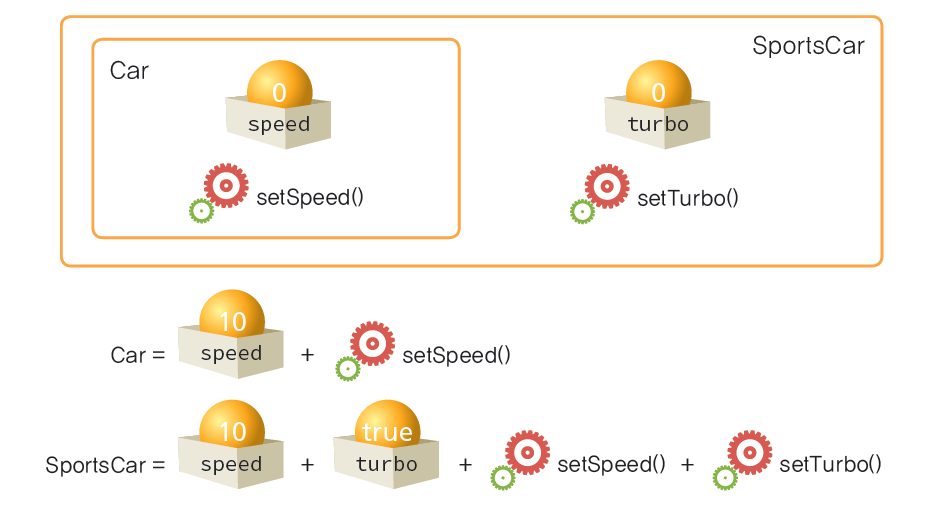 SportsCar
Car
0
speed
0
turbo
setSpeed()
setTurbo()
Car = 10 speed + setSpeed()
SportsCar = 10 speed + true turbo + setSpeed() + setTurbo()